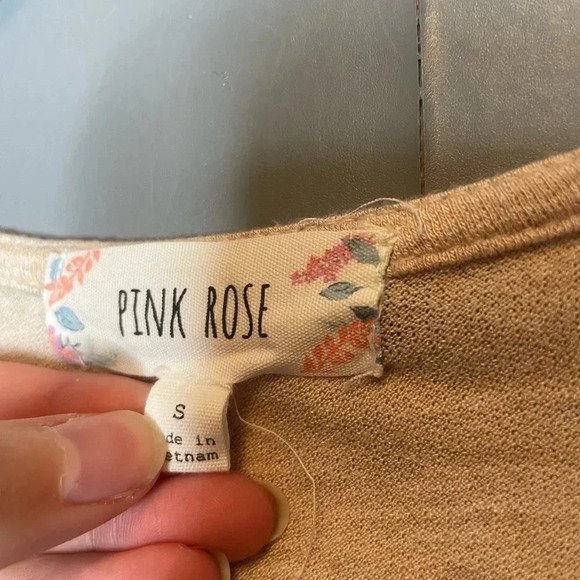 PINK ROSE
S
de in
etnam